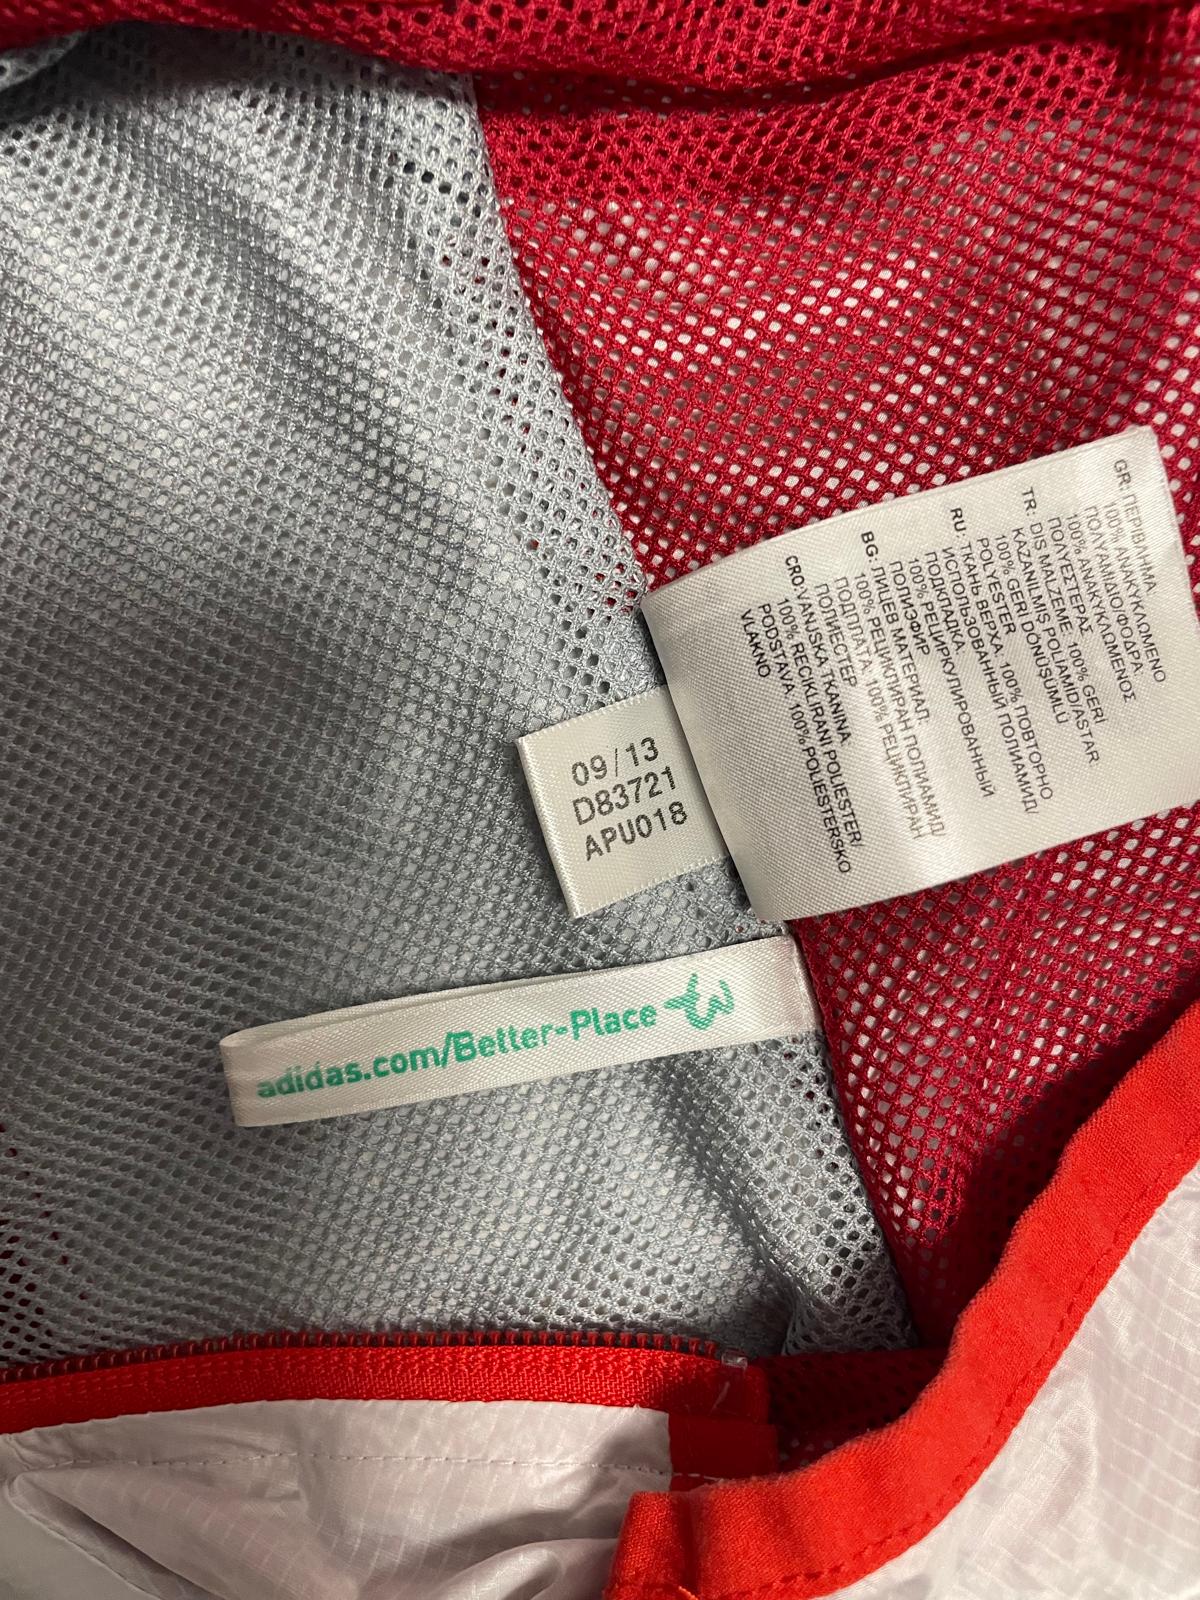 09/13
D83721
APU018
GR: ΠΕΡΙΒΛΗΜΑ:
100% ΑΝΑΚΥΚΛΩΜΕΝΟ
ΠΟΛΥΑΜΙΔΙΟ/ΦΟΔΡΑ:
100% ΑΝΑΚΥΚΛΩΜΕΝΟΣ
ΠΟΛΥΕΣΤΕΡΑΣ
TR: DIS MALZEME: 100% GERİ
KAZANILMIŞ POLIAMID/ASTAR
100% GERİ DÖNÜŞÜMLÜ
POLYESTER
RU: ТКАНЬ ВЕРХА: 100% ПОВТОРНО
ИСПОЛЬЗОВАННЫЙ ПОЛИАМИД/
ПОДКЛАДКА:
100% РЕЦИРКУЛИРОВАННЫЙ
ПОЛИЭФИР
BG: ЛИЦЕВ МАТЕРИАЛ:
100% РЕЦИКЛИРАН ПОЛИАМИД/
ПОДПЛАТА: 100% РЕЦИКЛИРАН
ПОЛИЕСТЕР
CRO: VANJSKA TKANINA:
100% RECIKLIRANI POLIESTER/
PODSTAVA: 100% POLIESTERSKO
VLAKNO
adidas.com/Better-Place